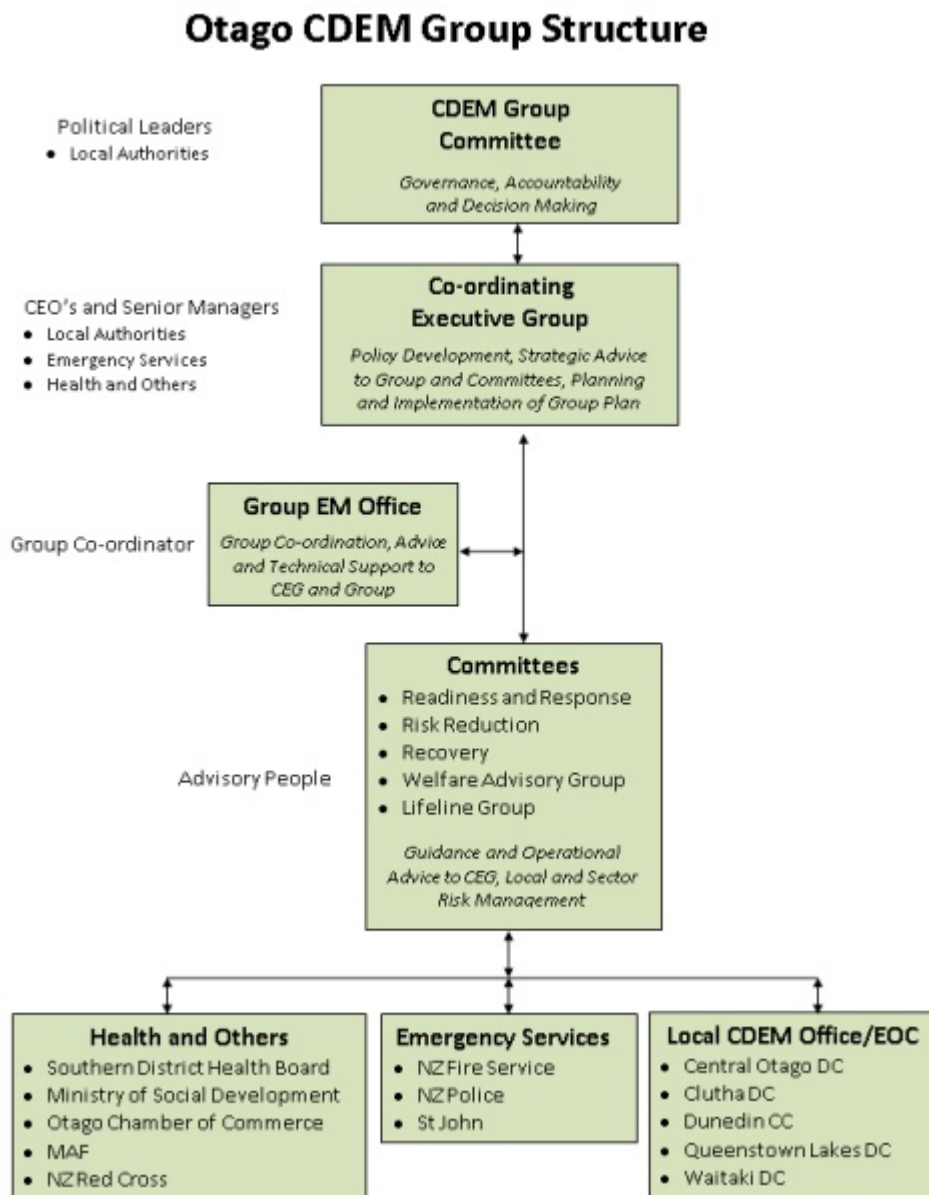 Otago CDEM Group Structure
Political Leaders
• Local Authorities
CDEM Group
Committee
Governance, Accountability
and Decision Making
CEO's and Senior Managers
• Local Authorities
• Emergency Services
• Health and Others
Co-ordinating
Executive Group
Policy Development, Strategic Advice
to Group and Committees, Planning
and Implementation of Group Plan
Group Co-ordinator
Group EM Office
Group Co-ordination, Advice
and Technical Support to
CEG and Group
Advisory People
Committees
• Readiness and Response
• Risk Reduction
• Recovery
• Welfare Advisory Group
• Lifeline Group
Guidance and Operational
Advice to CEG, Local and Sector
Risk Management
Health and Others
• Southern District Health Board
• Ministry of Social Development
• Otago Chamber of Commerce
• MAF
• NZ Red Cross
Emergency Services
• NZ Fire Service
• NZ Police
• St John
Local CDEM Office/EOC
• Central Otago DC
• Clutha DC
• Dunedin CC
• Queenstown Lakes DC
• Waitaki DC